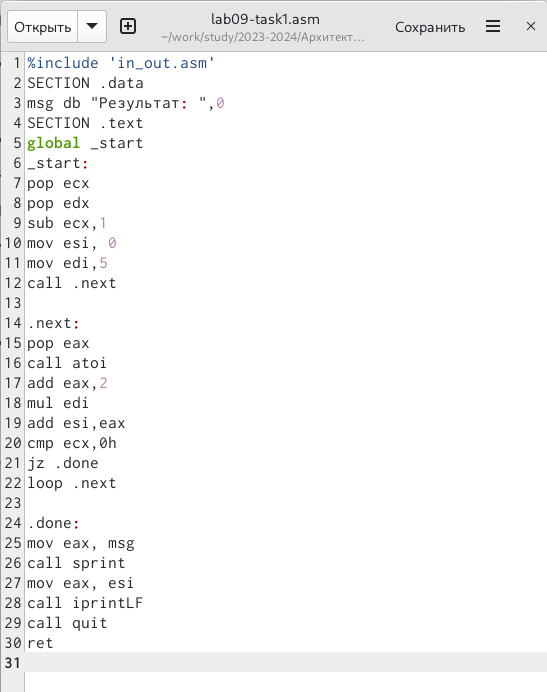 Открыть
lab09-task1.asm
~/work/study/2023-2024/Архитект…
Сохранить
1 %include 'in_out.asm'
2 SECTION .data
3 msg db "Результат: ",0
4 SECTION .text
5 global _start
6 _start:
7 pop ecx
8 pop edx
9 sub ecx,1
10 mov esi, 0
11 mov edi,5
12 call .next
13
14 .next:
15 pop eax
16 call atoi
17 add eax,2
18 mul edi
19 add esi,eax
20 cmp ecx,0h
21 jz .done
22 loop .next
23
24 .done:
25 mov eax, msg
26 call sprint
27 mov eax, esi
28 call iprintLF
29 call quit
30 ret
31